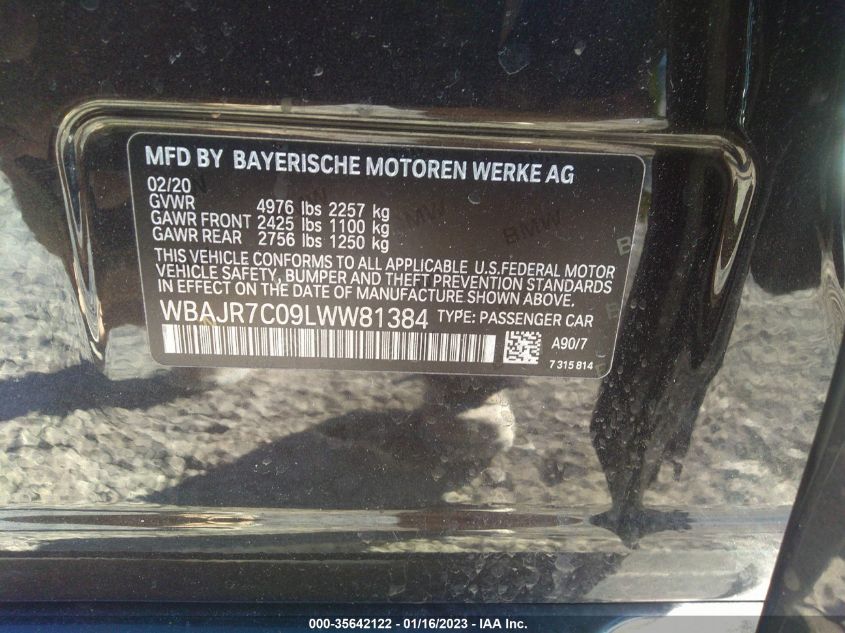 MFD BY BAYERISCHE MOTOREN WERKE AG
02/20
GVWR 4976 lbs 2257 kg
GAWR FRONT 2425 lbs 1100 kg
GAWR REAR 2756 lbs 1250 kg
THIS VEHICLE CONFORMS TO ALL APPLICABLE U.S.FEDERAL MOTOR
VEHICLE SAFETY, BUMPER AND THEFT PREVENTION STANDARDS
IN EFFECT ON THE DATE OF MANUFACTURE SHOWN ABOVE.
WBAJR7C09LWW81384 TYPE: PASSENGER CAR
A90/7
7 315 814
000-35642122 - 01/16/2023 - IAA Inc.